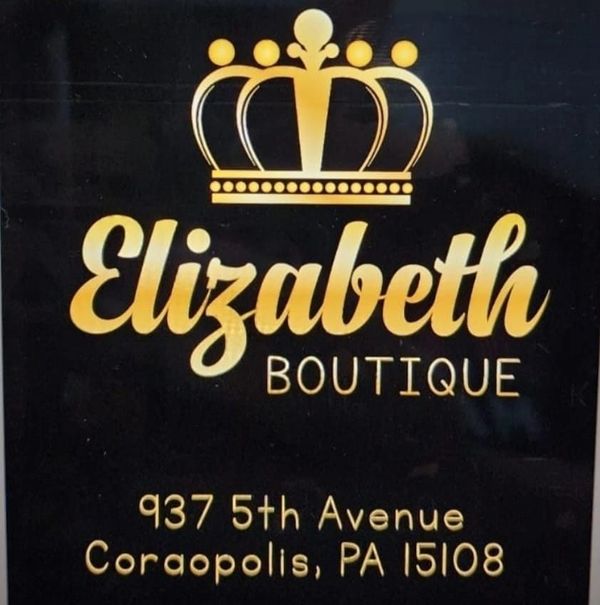 Elizabeth
BOUTIQUE
937 5th Avenue
Coraopolis, PA 15108